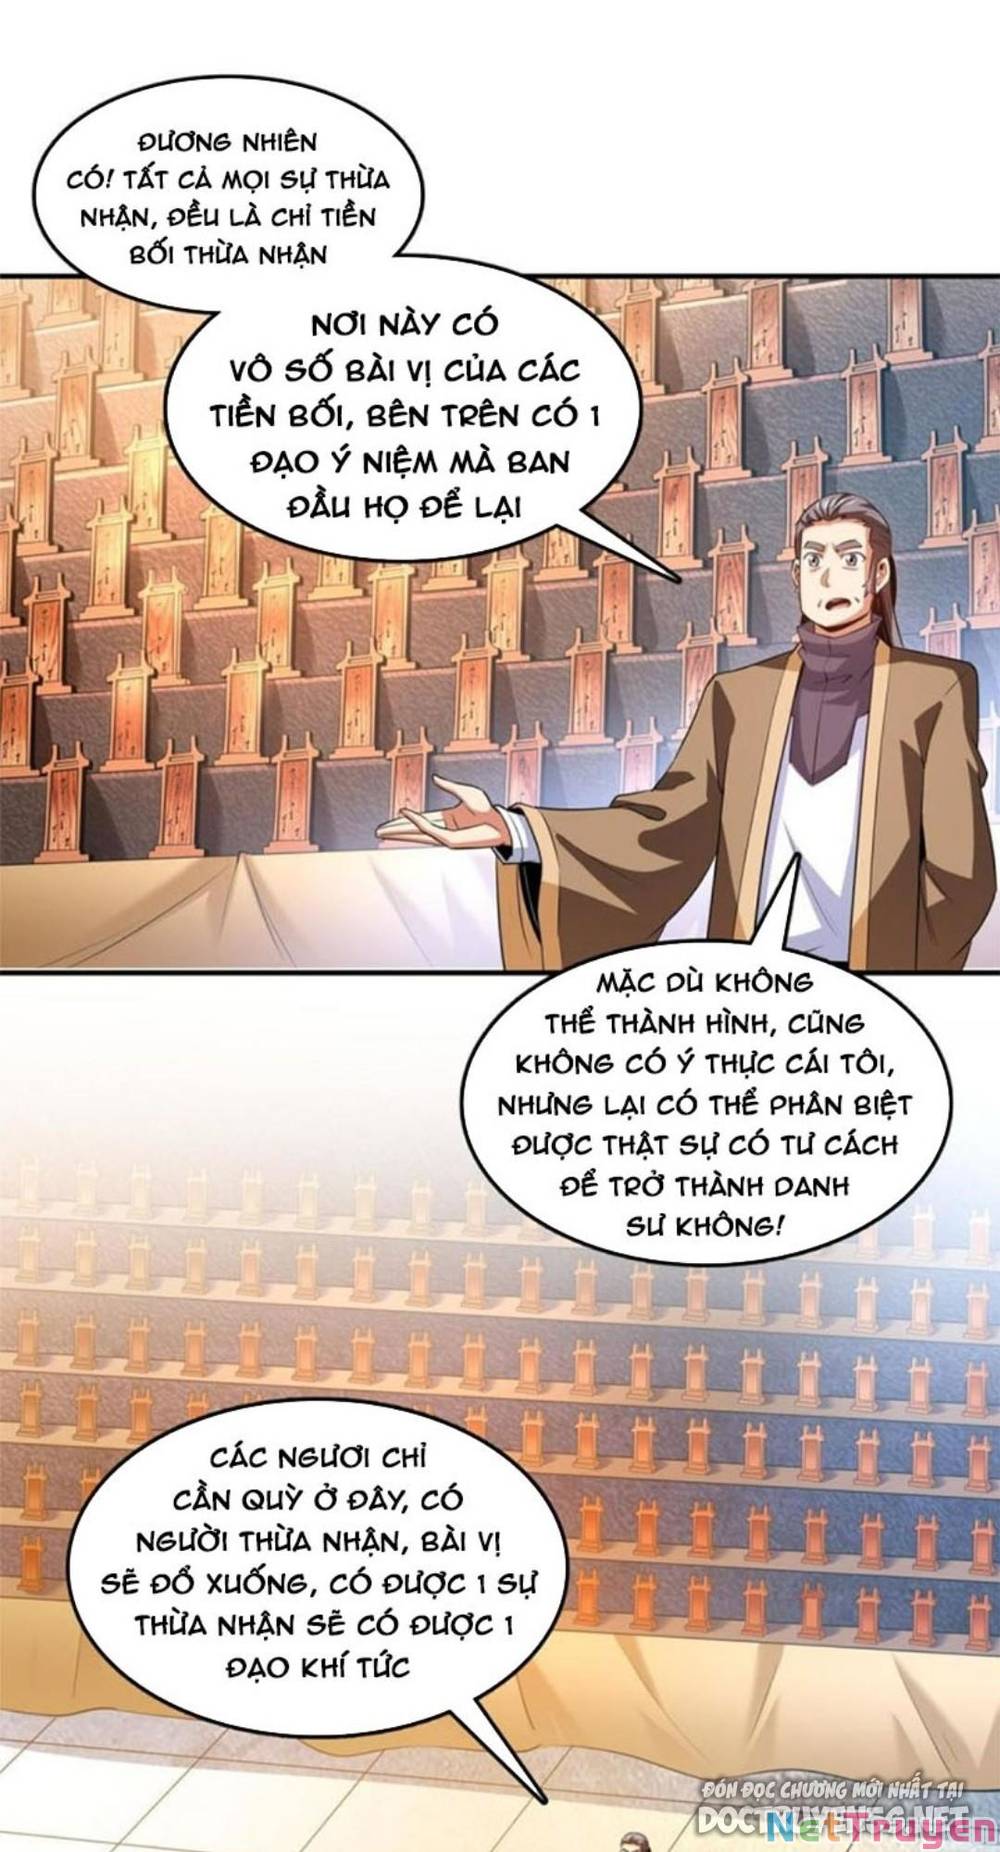 ĐƯƠNG NHIÊN
CÓ! TẤT CẢ MỌI SỰ THỪA
NHẬN, ĐỀU LÀ CHỈ TIỀN
BỐI THỪA NHẬN
NƠI NÀY CÓ
VÔ SỐ BÀI VỊ CỦA CÁC
TIỀN BỐI, BÊN TRÊN CÓ 1
ĐẠO Ý NIỆM MÀ BAN
ĐẦU HỌ ĐỂ LẠI
MẶC DÙ KHÔNG
THỂ THÀNH HÌNH, CŨNG
KHÔNG CÓ Ý THỰC CÁI TÔI,
NHƯNG LẠI CÓ THỂ PHÂN BIỆT
ĐƯỢC THẬT SỰ CÓ TƯ CÁCH
ĐỂ TRỞ THÀNH DANH
SƯ KHÔNG!
CÁC NGƯƠI CHỈ
CẦN QUỲ Ở ĐÂY, CÓ
NGƯỜI THỪA NHẬN, BÀI VỊ
SẼ ĐỔ XUỐNG, CÓ ĐƯỢC 1 SỰ
THỪA NHẬN SẼ CÓ ĐƯỢC 1
ĐẠO KHÍ TỨC
ĐÓN ĐỌC CHƯƠNG MỚI NHẤT TẠI
NetTruyen